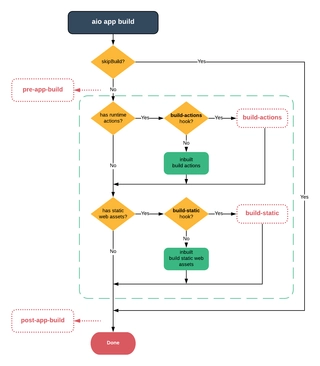 aio app build
skipBuild?
Yes
No
pre-app-build
has runtime
actions?
Yes
build-actions
hook?
Yes
build-actions
No
inbuilt
build actions
No
Yes
has static
web assets?
Yes
build-static
hook?
Yes
build-static
No
inbuilt
build static web
assets
No
post-app-build
Done